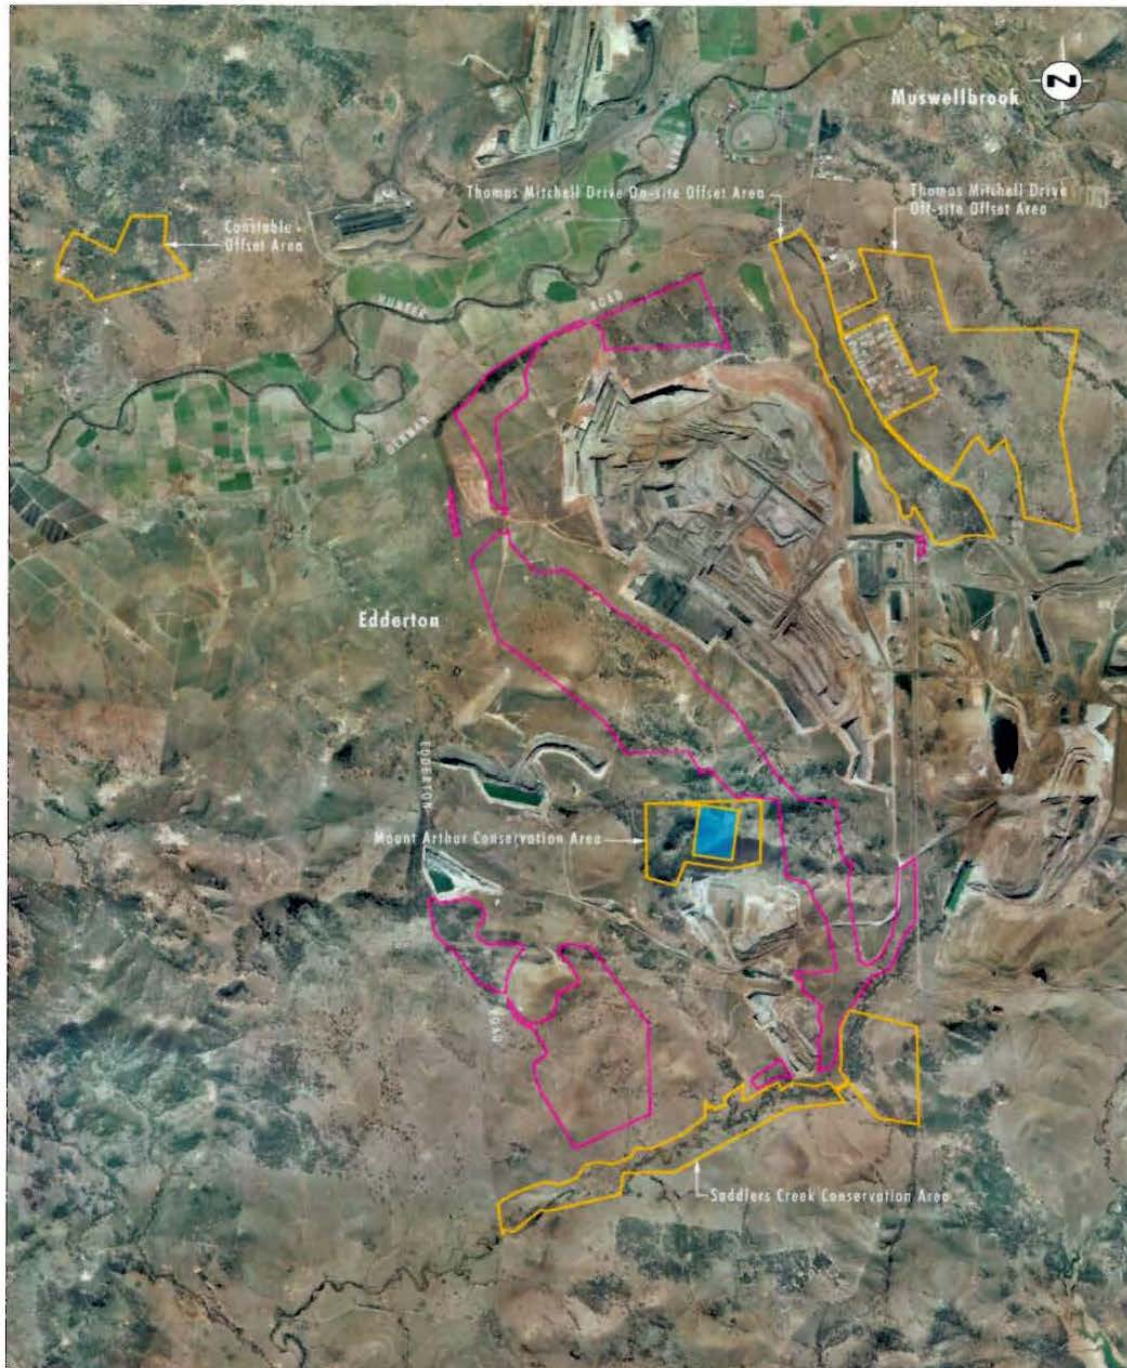 Muswellbrook
N
Thomas Mitchell Drive On-site Offset Area
Thomas Mitchell Drive
Off-site Offset Area
Constable
Offset Area
HUNTER
ROAD
DENMAN
Edderton
EDDERTON
Mount Arthur Conservation Area
ROAD
Saddlers Creek Conservation Area